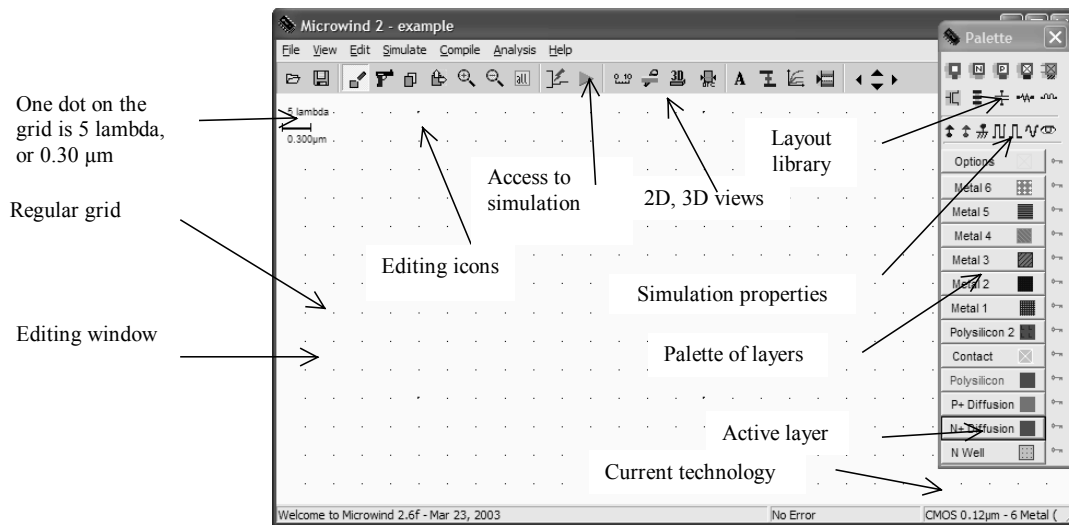 Microwind 2 - example
File View Edit Simulate Compile Analysis Help
Palette
5 lambda
0.300µm
One dot on the
grid is 5 lambda,
or 0.30 µm
Regular grid
Editing window
Access to
simulation
Editing icons
2D, 3D views
Layout
library
Simulation properties
Palette of layers
Active layer
Current technology
Options
Metal 6
Metal 5
Metal 4
Metal 3
Metal 2
Metal 1
Polysilicon 2
Contact
Polysilicon
P+ Diffusion
N+ Diffusion
N Well
all
3D
A
N
P
Welcome to Microwind 2.6f - Mar 23, 2003
No Error
CMOS 0.12µm - 6 Metal (